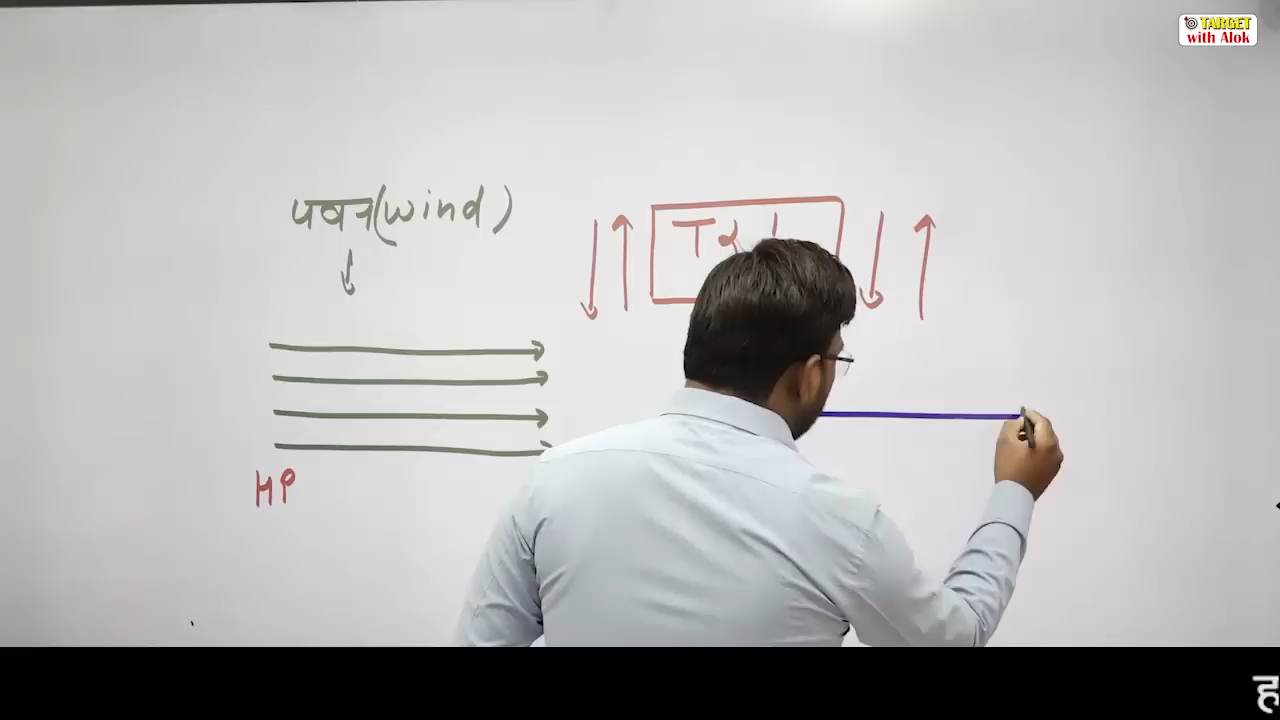 TARGET
with Alok
पवन(wind)
HP
ह